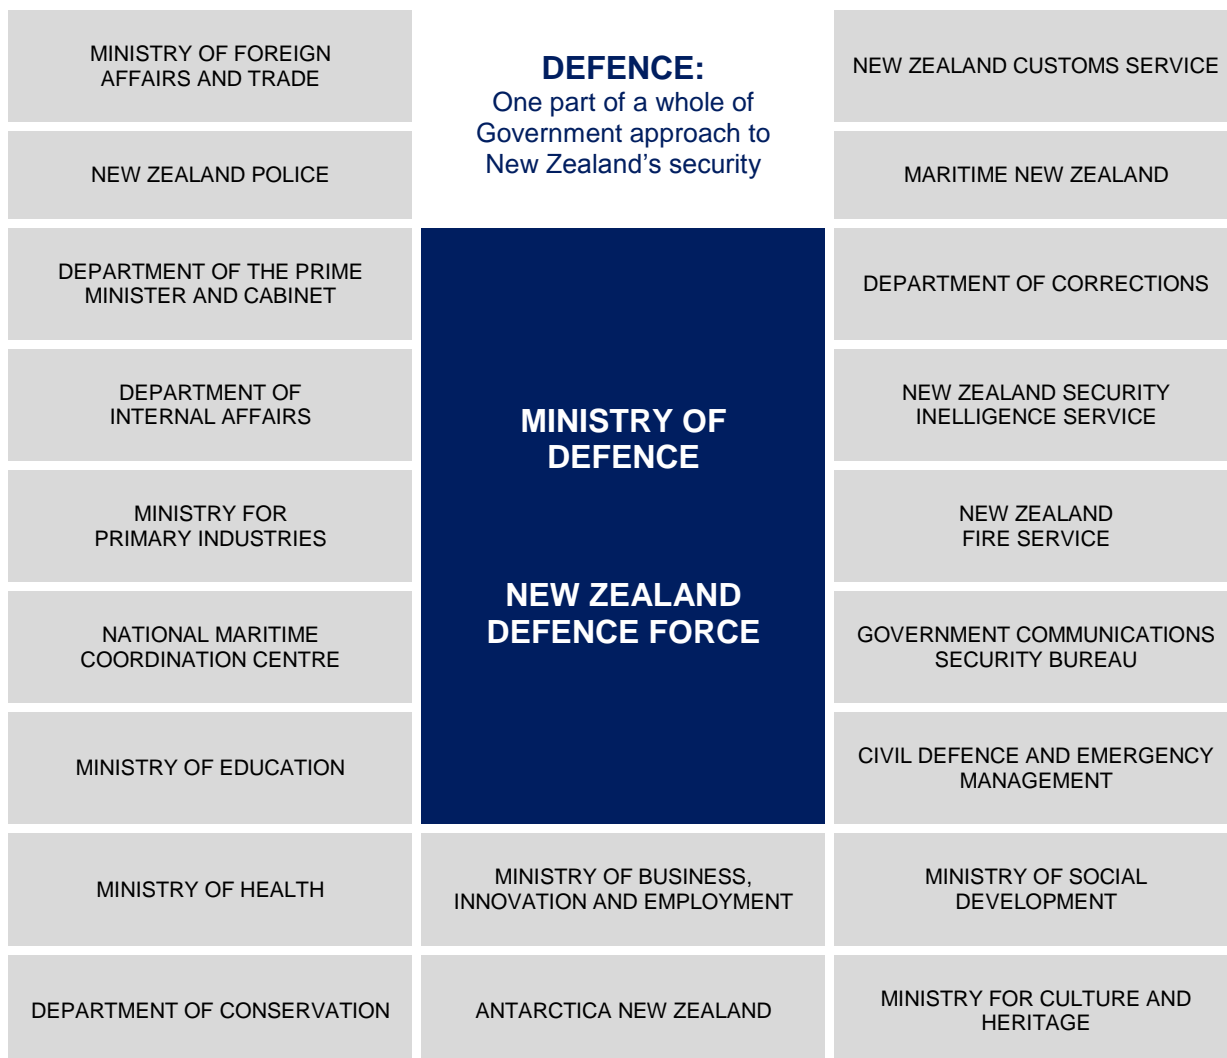 MINISTRY OF FOREIGN
AFFAIRS AND TRADE
DEFENCE:
One part of a whole of
Government approach to
New Zealand’s security
NEW ZEALAND CUSTOMS SERVICE
NEW ZEALAND POLICE
MARITIME NEW ZEALAND
DEPARTMENT OF THE PRIME
MINISTER AND CABINET
DEPARTMENT OF CORRECTIONS
DEPARTMENT OF
INTERNAL AFFAIRS
MINISTRY OF
DEFENCE
NEW ZEALAND SECURITY
INELLIGENCE SERVICE
MINISTRY FOR
PRIMARY INDUSTRIES
NEW ZEALAND
FIRE SERVICE
NEW ZEALAND
DEFENCE FORCE
NATIONAL MARITIME
COORDINATION CENTRE
GOVERNMENT COMMUNICATIONS
SECURITY BUREAU
MINISTRY OF EDUCATION
CIVIL DEFENCE AND EMERGENCY
MANAGEMENT
MINISTRY OF HEALTH
MINISTRY OF BUSINESS,
INNOVATION AND EMPLOYMENT
MINISTRY OF SOCIAL
DEVELOPMENT
DEPARTMENT OF CONSERVATION
ANTARCTICA NEW ZEALAND
MINISTRY FOR CULTURE AND
HERITAGE